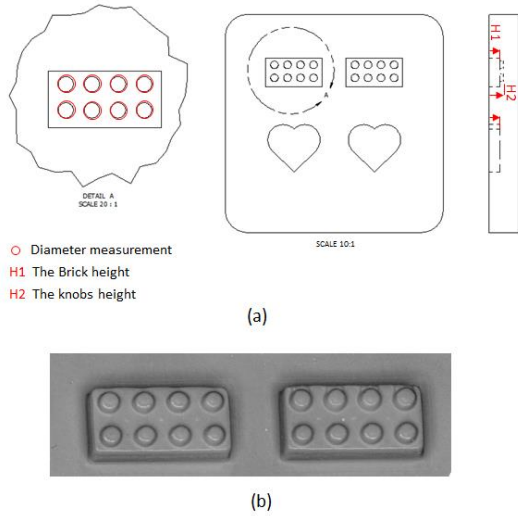 H1
H2
A
DETAIL A
SCALE 20 : 1
SCALE 10:1
Diameter measurement
H1 The Brick height
H2 The knobs height
(a)
(b)